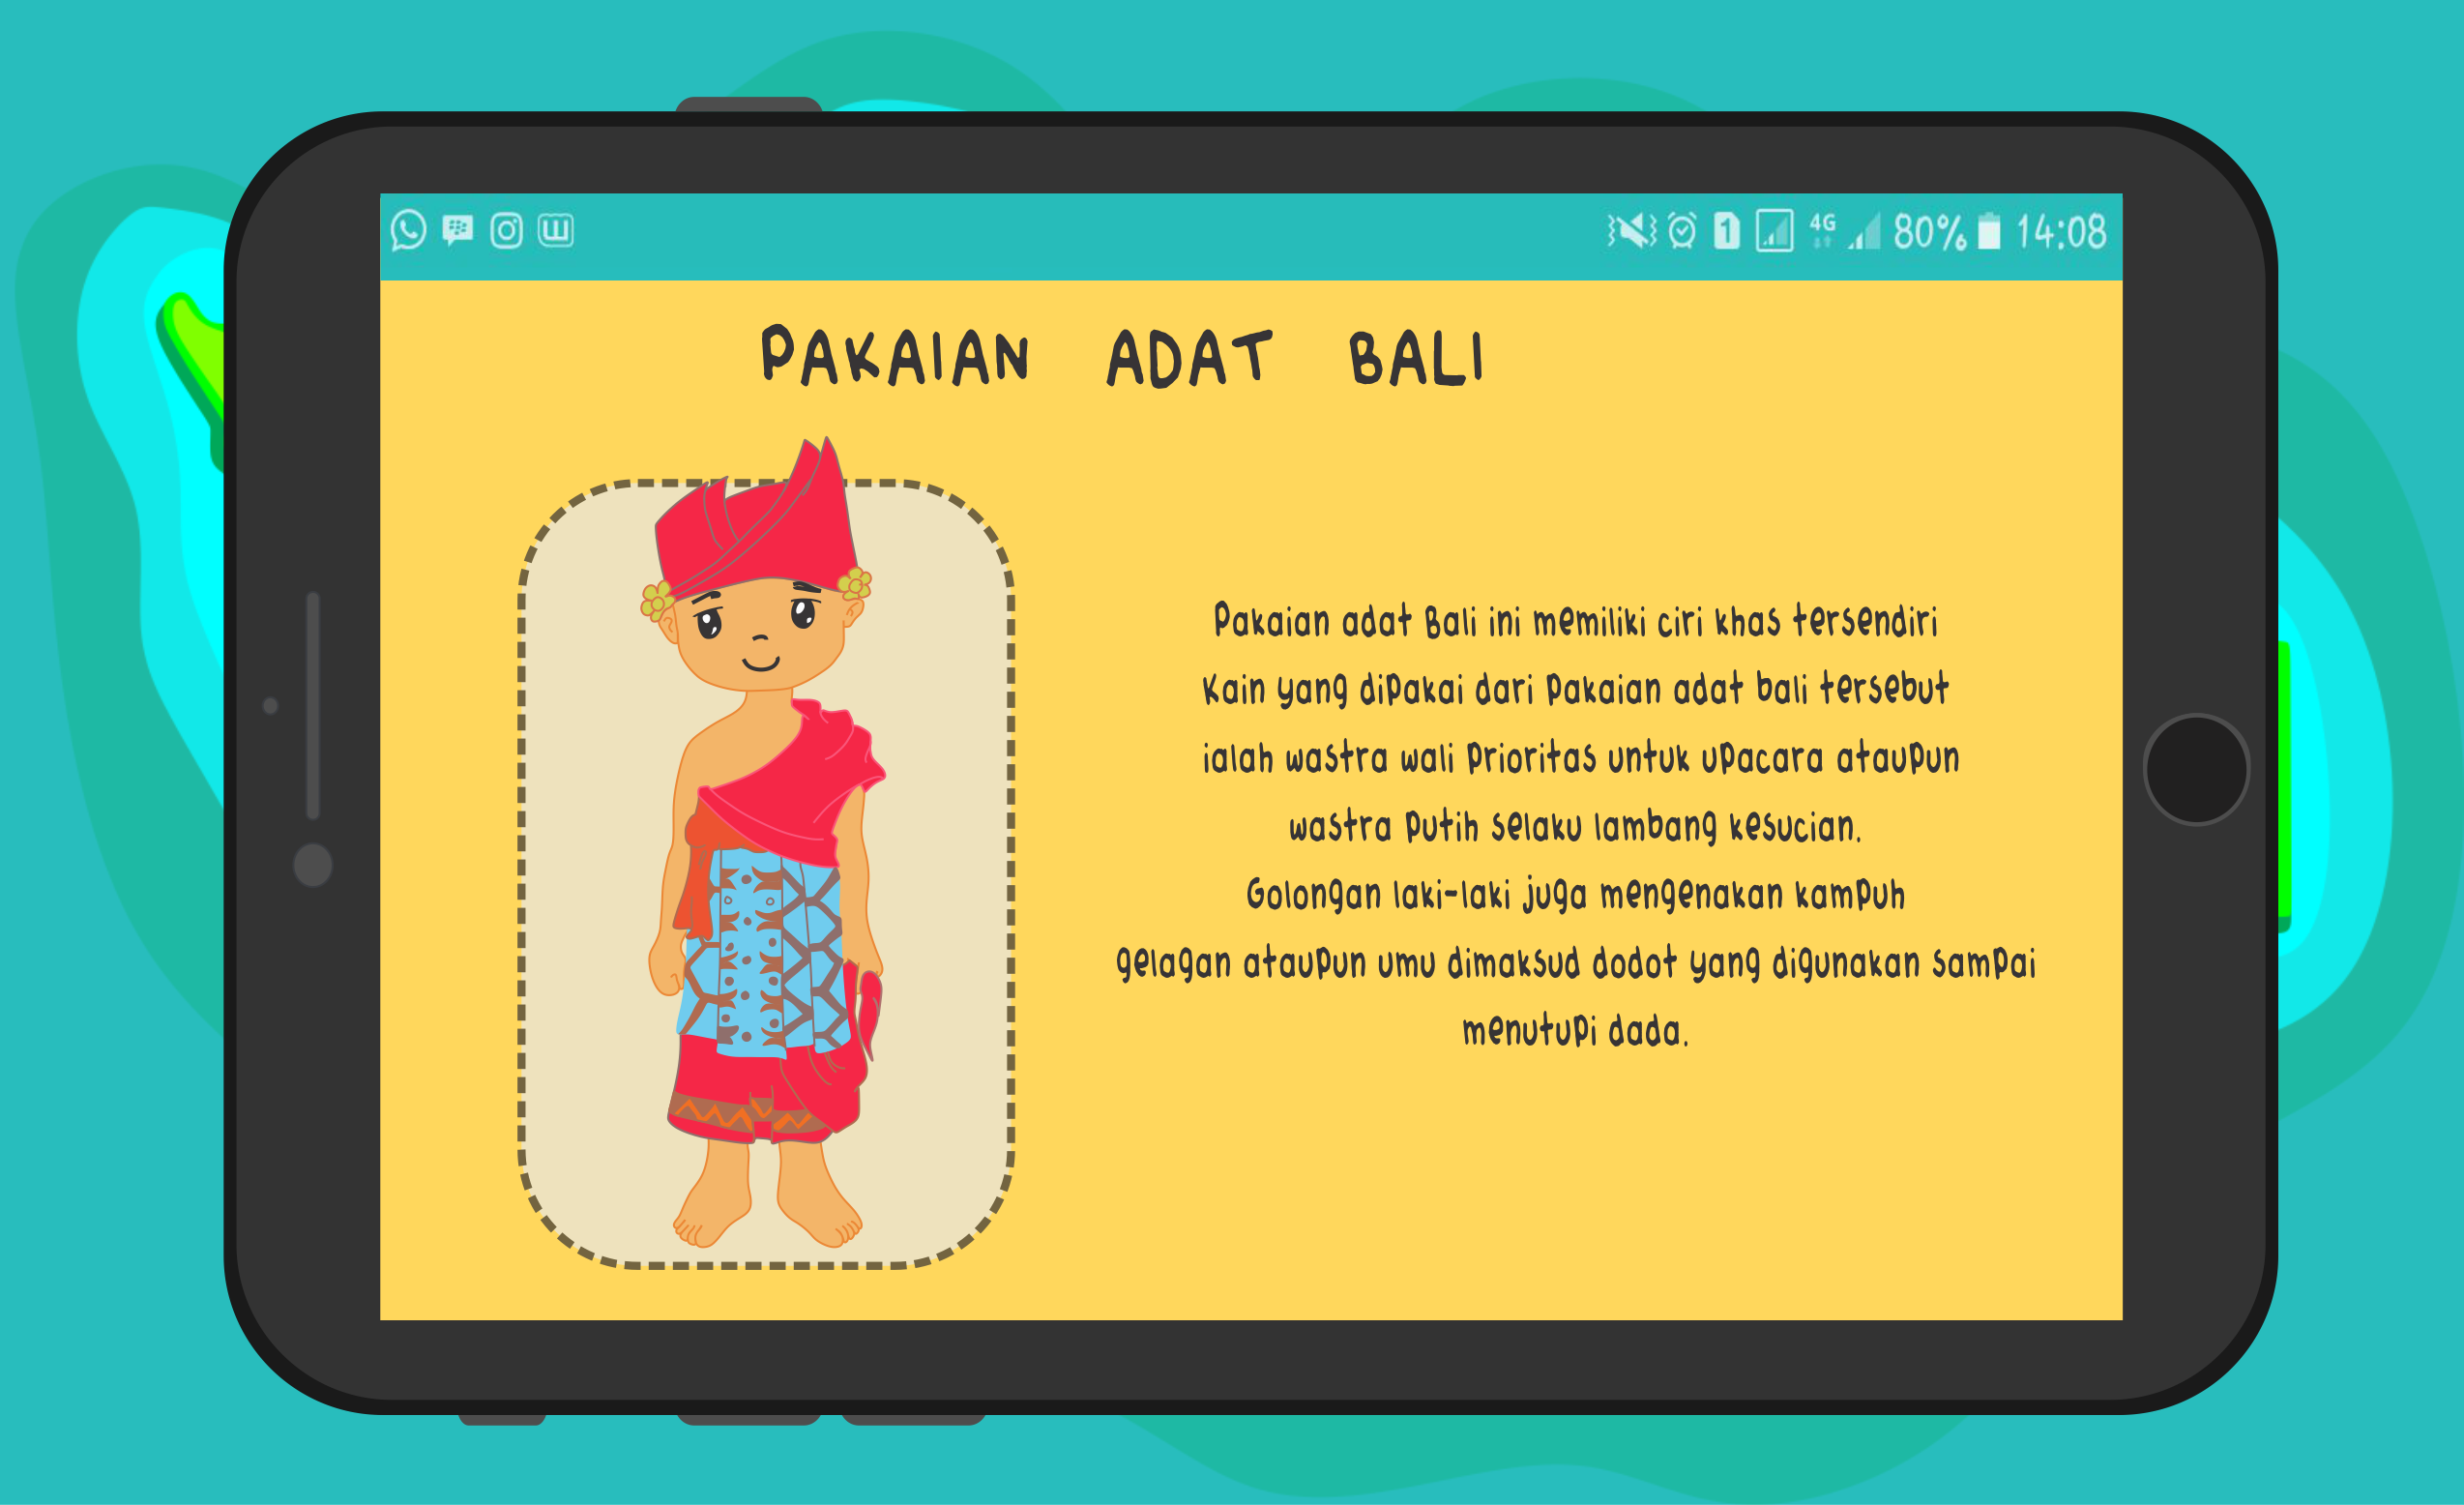 1 4G 80% 14:08
PAKAIAN ADAT BALI
Pakaian adat Bali ini memiliki ciri khas tersendiri
Kain yang dipakai dari pakaian adat bali tersebut
ialah wastra wali prioritas untuk upacara ataupun
wastra putih selaku lambang kesucian.
Golongan laki-laki juga mengenakan kampuh
gelagan ataupun umu dimaksud dodot yang digunakan sampai
menutupi dada.